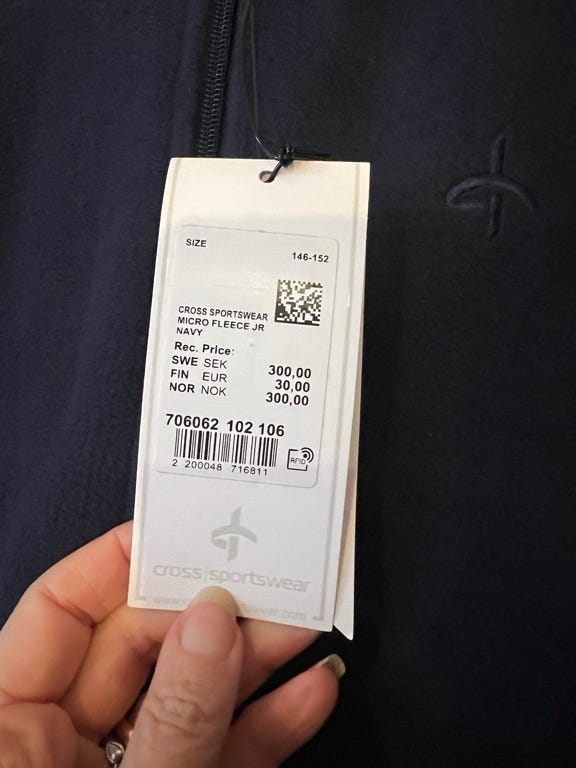 SIZE
146-152
CROSS SPORTSWEAR
MICRO FLEECE JR
NAVY
Rec. Price:
SWE SEK 300,00
FIN EUR 30,00
NOR NOK 300,00
706062 102 106
2 200048 716811
RFID
cross|sportswear